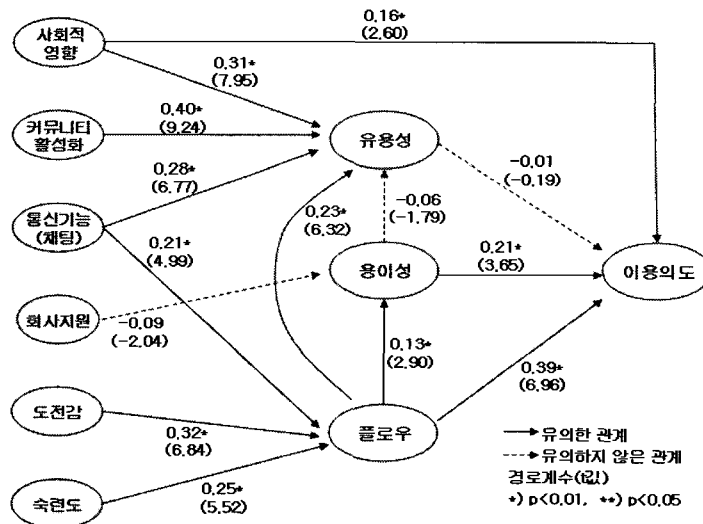 사회적
영향
0.16*
(2.60)
0.31*
(7.95)
커뮤니티
활성화
0.40*
(9.24)
유용성
-0.01
(-0.19)
0.28*
(6.77)
-0.06
(-1.79)
통신기능
(채팅)
0.23*
(6.32)
0.21*
(4.99)
용이성
0.21*
(3.65)
이용의도
회사지원
-0.09
(-2.04)
0.13*
(2.90)
0.39*
(6.96)
도전감
0.32*
(6.84)
플로우
유의한 관계
유의하지 않은 관계
경로계수(t값)
*) p<0.01, **) p<0.05
숙련도
0.25*
(5.52)